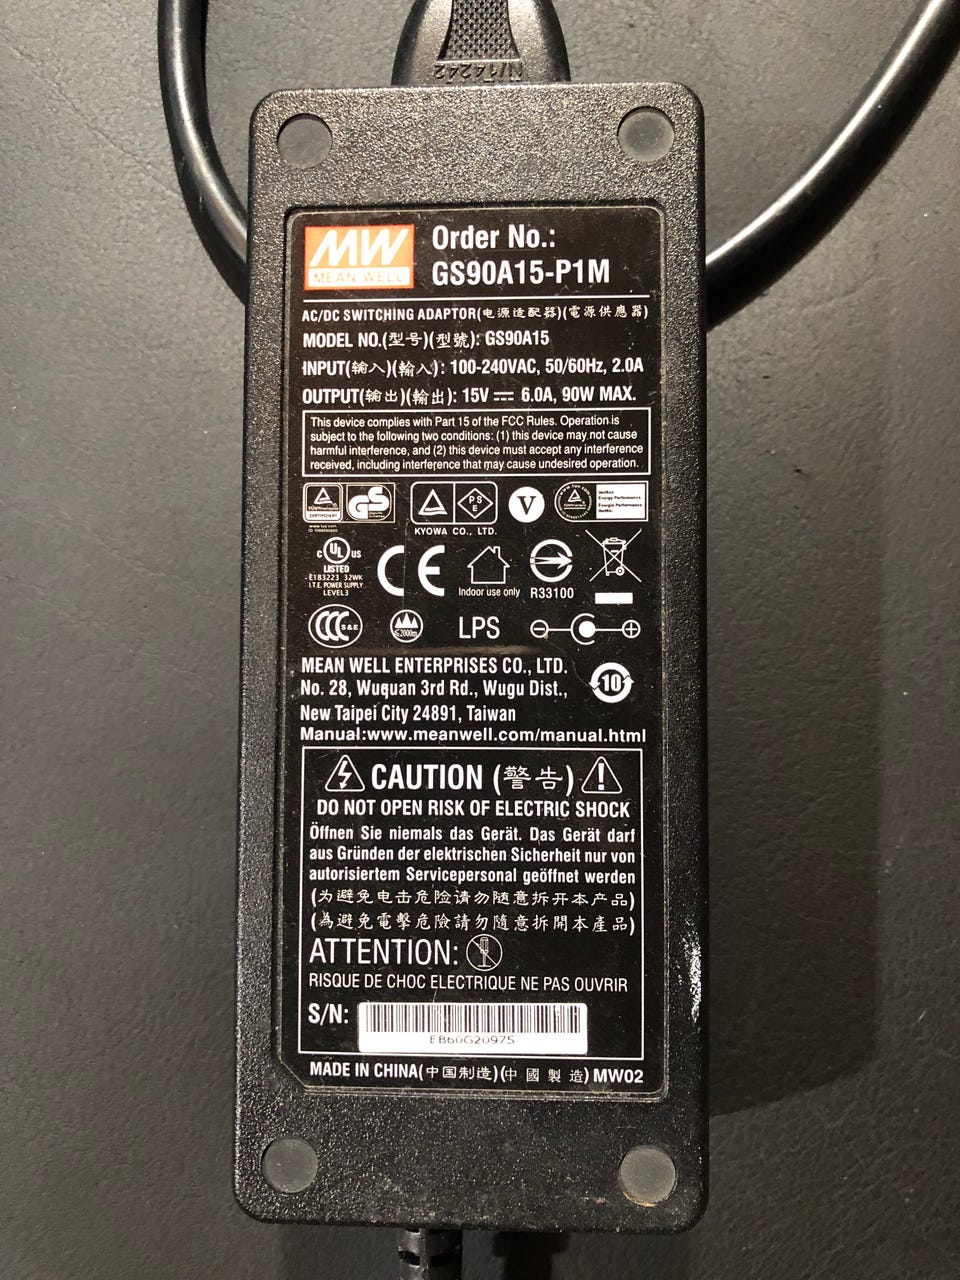 N14242
MW
MEAN WELL
Order No.:
GS90A15-P1M
AC/DC SWITCHING ADAPTOR(电源适配器)(電源供應器)
MODEL NO.(型号)(型號): GS90A15
INPUT(输入)(輸入): 100-240VAC, 50/60Hz, 2.0A
OUTPUT(输出)(輸出): 15V⎓ 6.0A, 90W MAX.
This device complies with Part 15 of the FCC Rules. Operation is
subject to the following two conditions: (1) this device may not cause
harmful interference, and (2) this device must accept any interference
received, including interference that may cause undesired operation.
TÜVRheinland
ZERTIFIZIERT
GS
PSE
KYOWA CO., LTD.
V
Energy Performance
c UL us
LISTED
E183223 32WK
I.T.E. POWER SUPPLY
LEVEL3
CE
Indoor use only
R33100
CCC S&E
≤2000m
LPS
MEAN WELL ENTERPRISES CO., LTD.
No. 28, Wuquan 3rd Rd., Wugu Dist.,
New Taipei City 24891, Taiwan
10
Manual:www.meanwell.com/manual.html
CAUTION (警告)
DO NOT OPEN RISK OF ELECTRIC SHOCK
Öffnen Sie niemals das Gerät. Das Gerät darf
aus Gründen der elektrischen Sicherheit nur von
autorisiertem Servicepersonal geöffnet werden
(为避免电击危险请勿随意拆开本产品)
(為避免電擊危險請勿隨意拆開本產品)
ATTENTION:
RISQUE DE CHOC ELECTRIQUE NE PAS OUVRIR
S/N:
EB60G20975
MADE IN CHINA(中国制造)(中國製造) MW02